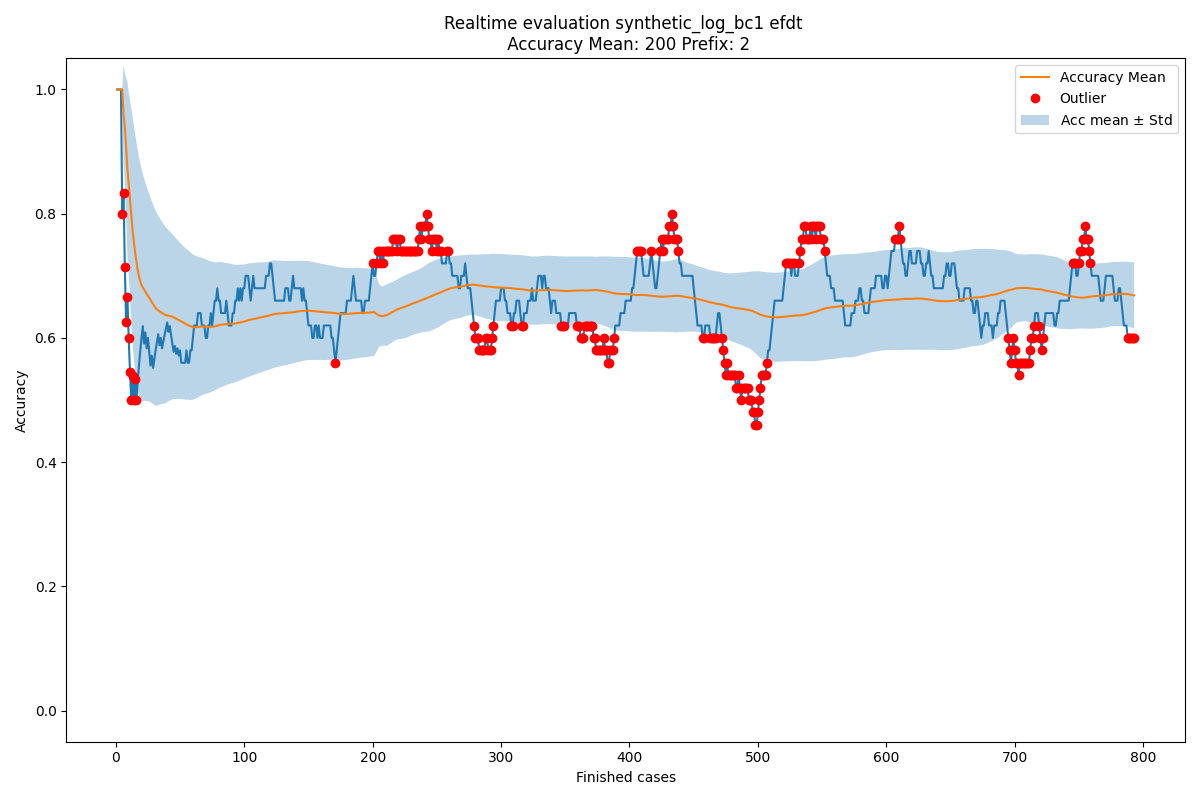 Realtime evaluation synthetic_log_bc1 efdt
Accuracy Mean: 200 Prefix: 2
Accuracy Mean
Outlier
Acc mean ± Std
1.0
0.8
0.6
0.4
0.2
0.0
Accuracy
0 100 200 300 400 500 600 700 800
Finished cases